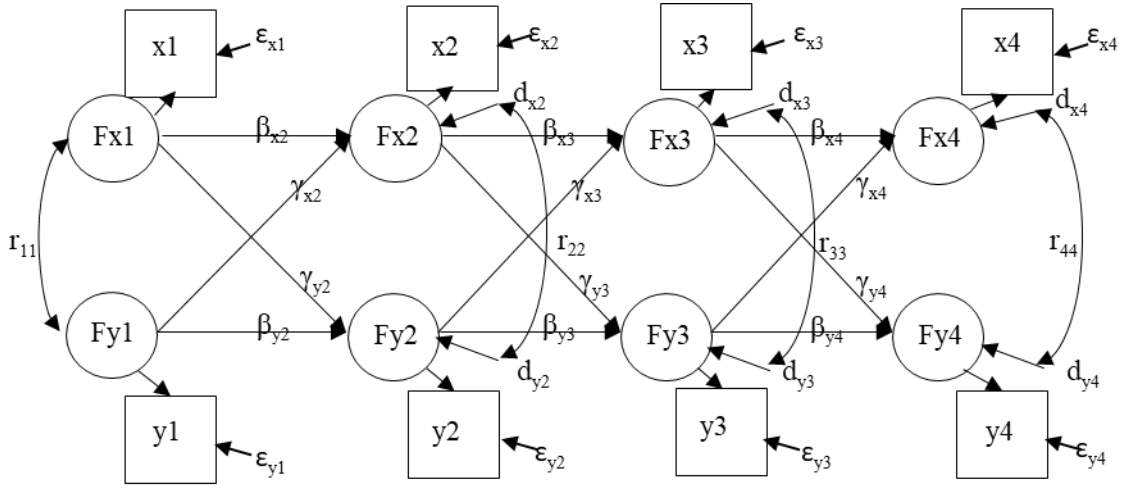 x1 εx1 x2 εx2 x3 εx3 x4 εx4
dx2 dx3 dx4
Fx1 βx2 Fx2 βx3 Fx3 βx4 Fx4
γx2 γx3 γx4
r11 r22 r33 r44
γy2 γy3 γy4
Fy1 βy2 Fy2 βy3 Fy3 βy4 Fy4
dy2 dy3 dy4
y1 εy1 y2 εy2 y3 εy3 y4 εy4